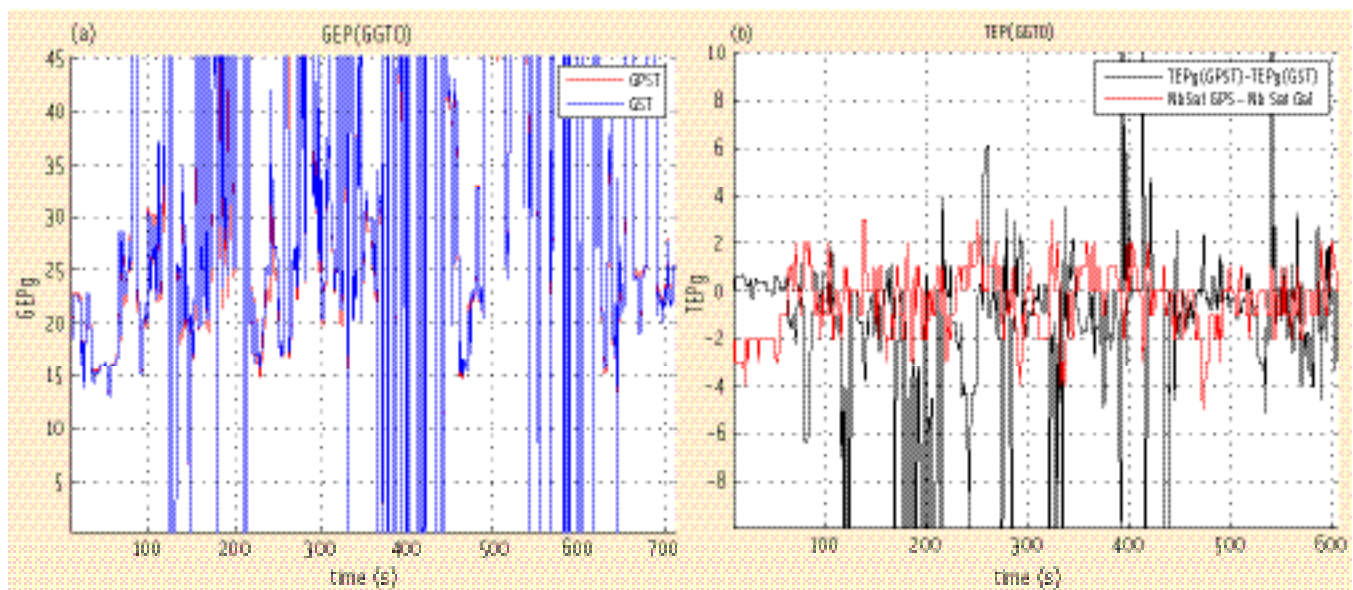 (a)
GEP(GGTO)
45
40
35
30
25
20
15
10
5
GEPg
GPST
GST
100 200 300 400 500 600 700
time (s)
(b)
TEP(GGTO)
10
8
6
4
2
0
-2
-4
-6
-8
TEPg
TEPg(GPST)-TEPg(GST)
NbSat GPS - Nb Sat Gal
100 200 300 400 500 600
time (s)